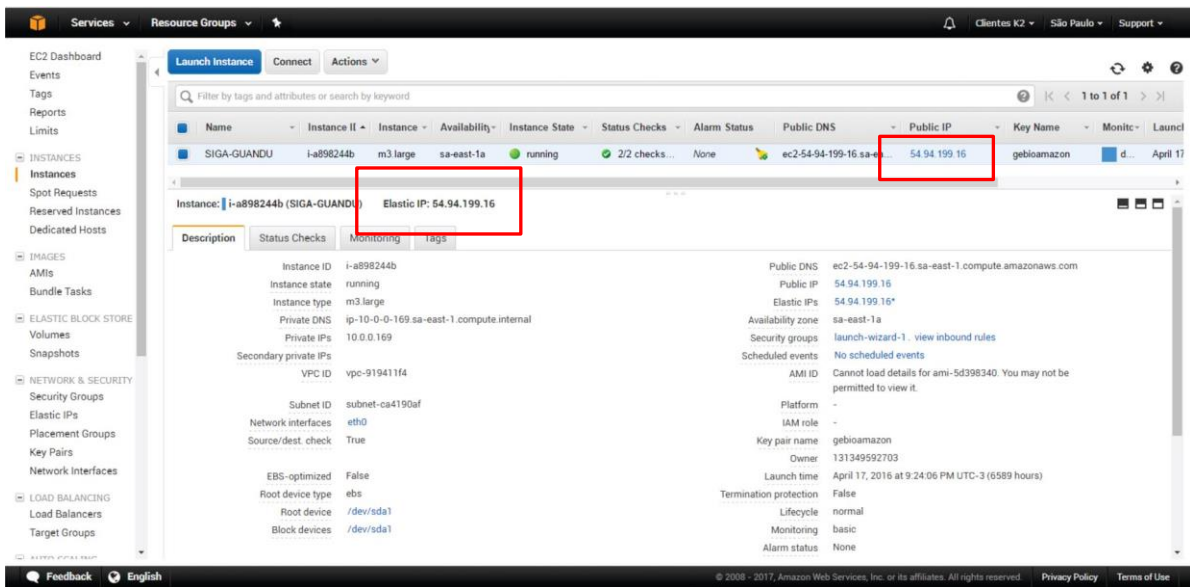 Services Resource Groups Clientes K2 São Paulo Support
EC2 Dashboard
Events
Tags
Reports
Limits
INSTANCES
Instances
Spot Requests
Reserved Instances
Dedicated Hosts
IMAGES
AMIs
Bundle Tasks
ELASTIC BLOCK STORE
Volumes
Snapshots
NETWORK & SECURITY
Security Groups
Elastic IPs
Placement Groups
Key Pairs
Network Interfaces
LOAD BALANCING
Load Balancers
Target Groups
Launch Instance Connect Actions
Filter by tags and attributes or search by keyword 1 to 1 of 1
Name Instance II Instance Availability Instance State Status Checks Alarm Status Public DNS Public IP Key Name Monito Launcl
SIGA-GUANDU i-a898244b m3.large sa-east-1a running 2/2 checks... None ec2-54-94-199-16.sa-ea... 54.94.199.16 gebioamazon d... April 17
Instance: i-a898244b (SIGA-GUANDU) Elastic IP: 54.94.199.16
Description Status Checks Monitoring Tags
Instance ID i-a898244b
Instance state running
Instance type m3.large
Private DNS ip-10-0-0-169.sa-east-1.compute.internal
Private IPs 10.0.0.169
Secondary private IPs
VPC ID vpc-919411f4
Subnet ID subnet-ca4190af
Network interfaces eth0
Source/dest. check True
EBS-optimized False
Root device type ebs
Root device /dev/sda1
Block devices /dev/sda1
Public DNS ec2-54-94-199-16.sa-east-1.compute.amazonaws.com
Public IP 54.94.199.16
Elastic IPs 54.94.199.16*
Availability zone sa-east-1a
Security groups launch-wizard-1. view inbound rules
Scheduled events No scheduled events
AMI ID Cannot load details for ami-5d398340. You may not be
permitted to view it.
Platform -
IAM role -
Key pair name gebioamazon
Owner 131349592703
Launch time April 17, 2016 at 9:24:06 PM UTC-3 (6589 hours)
Termination protection False
Lifecycle normal
Monitoring basic
Alarm status None
Feedback English © 2008 - 2017, Amazon Web Services, Inc. or its affiliates. All rights reserved. Privacy Policy Terms of Use